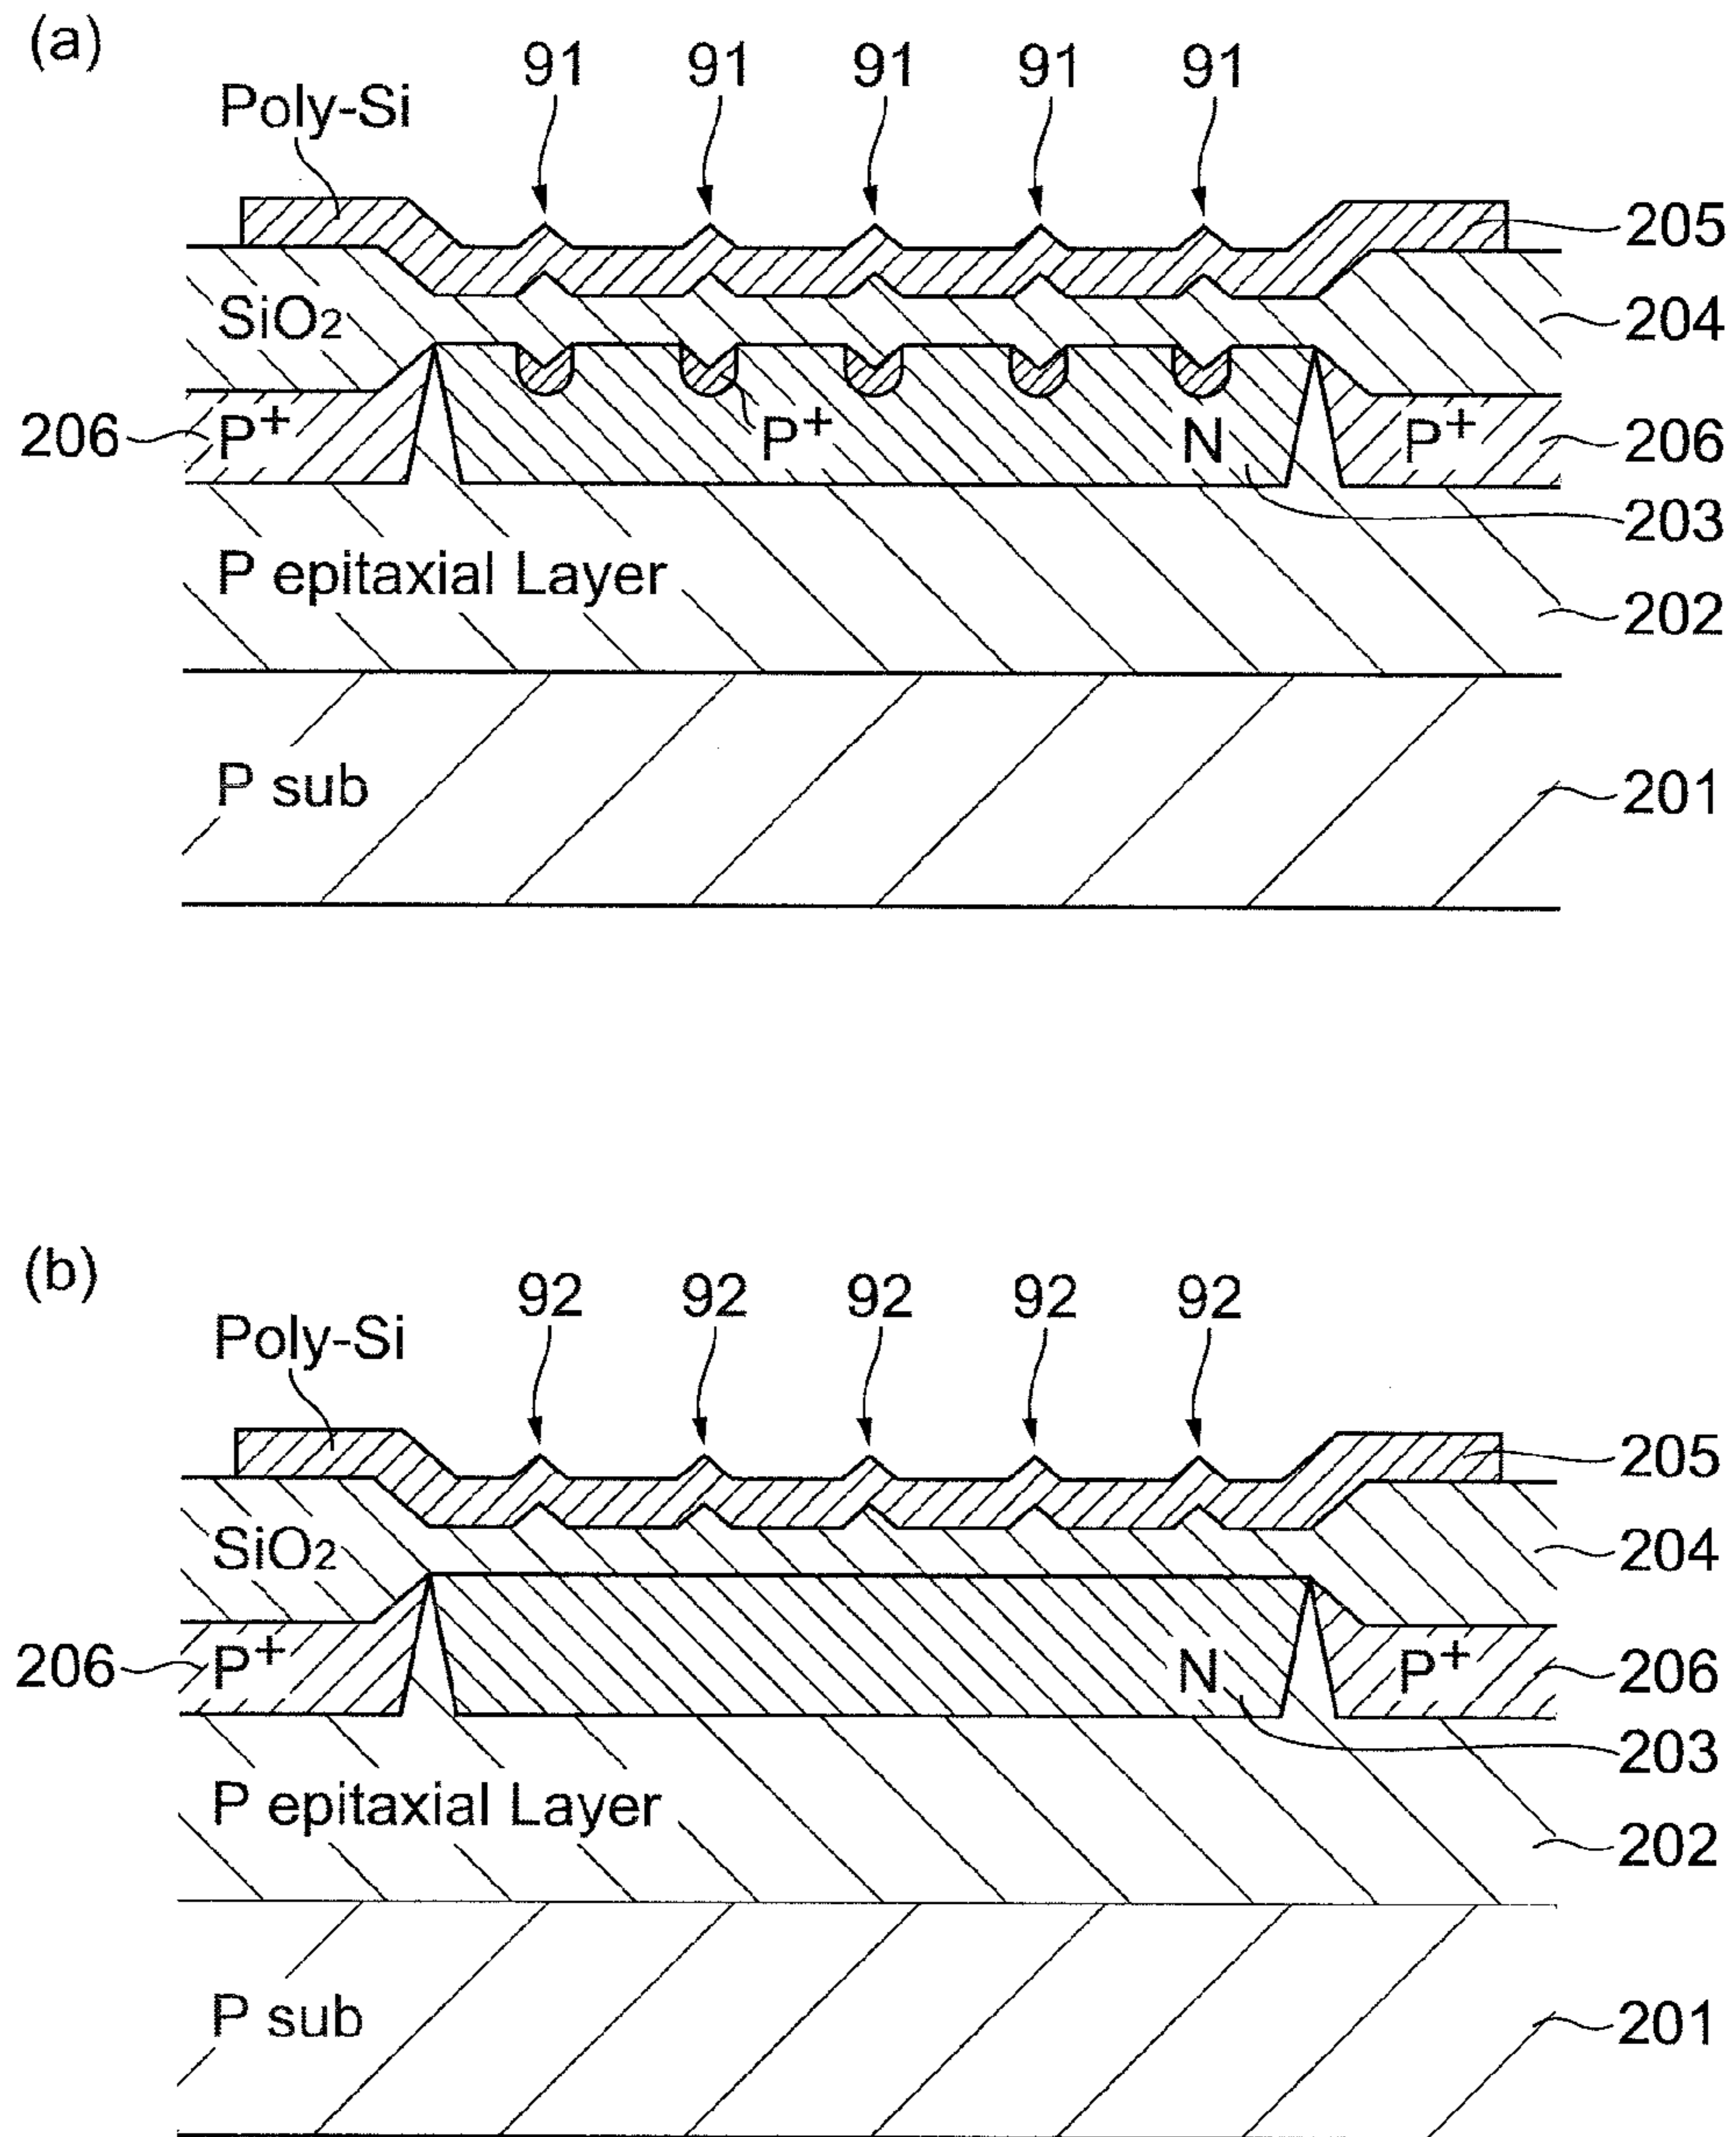 (a)
91 91 91 91 91
Poly-Si
205
SiO2
204
206 P+ P+ N P+ 206
203
P epitaxial Layer
202
P sub
201
(b)
92 92 92 92 92
Poly-Si
205
SiO2
204
206 P+ N P+ 206
203
P epitaxial Layer
202
P sub
201